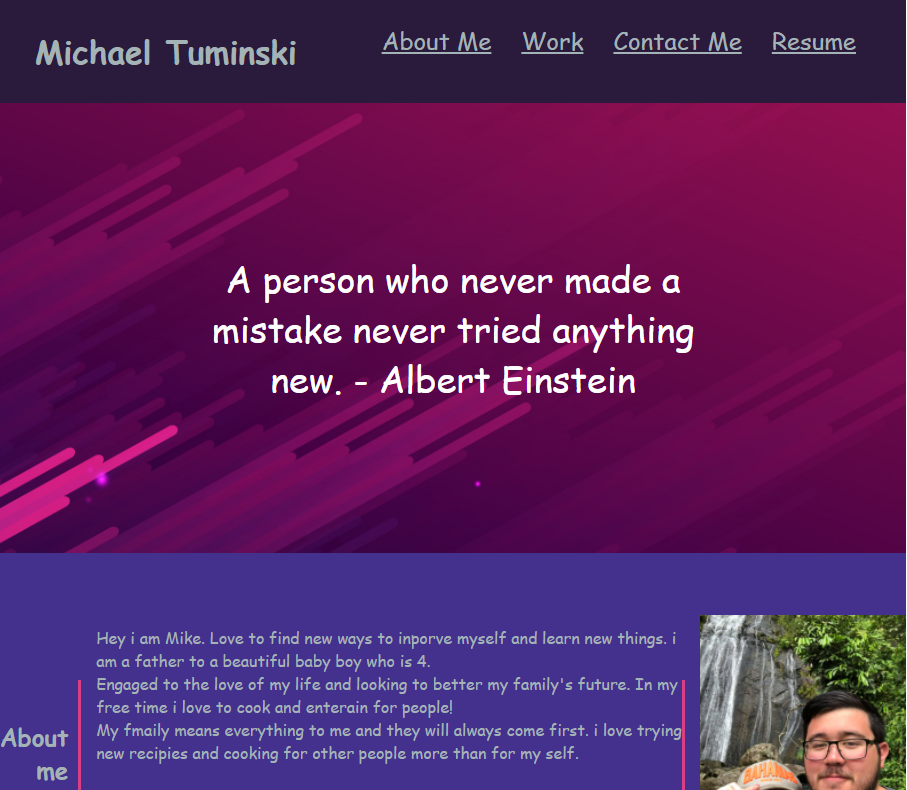 Michael Tuminski
About Me Work Contact Me Resume
A person who never made a
mistake never tried anything
new. - Albert Einstein
Hey i am Mike. Love to find new ways to inporve myself and learn new things. i
am a father to a beautiful baby boy who is 4.
Engaged to the love of my life and looking to better my family's future. In my
free time i love to cook and enterain for people!
My fmaily means everything to me and they will always come first. i love trying
new recipies and cooking for other people more than for my self.
About
me
BAHAMAS